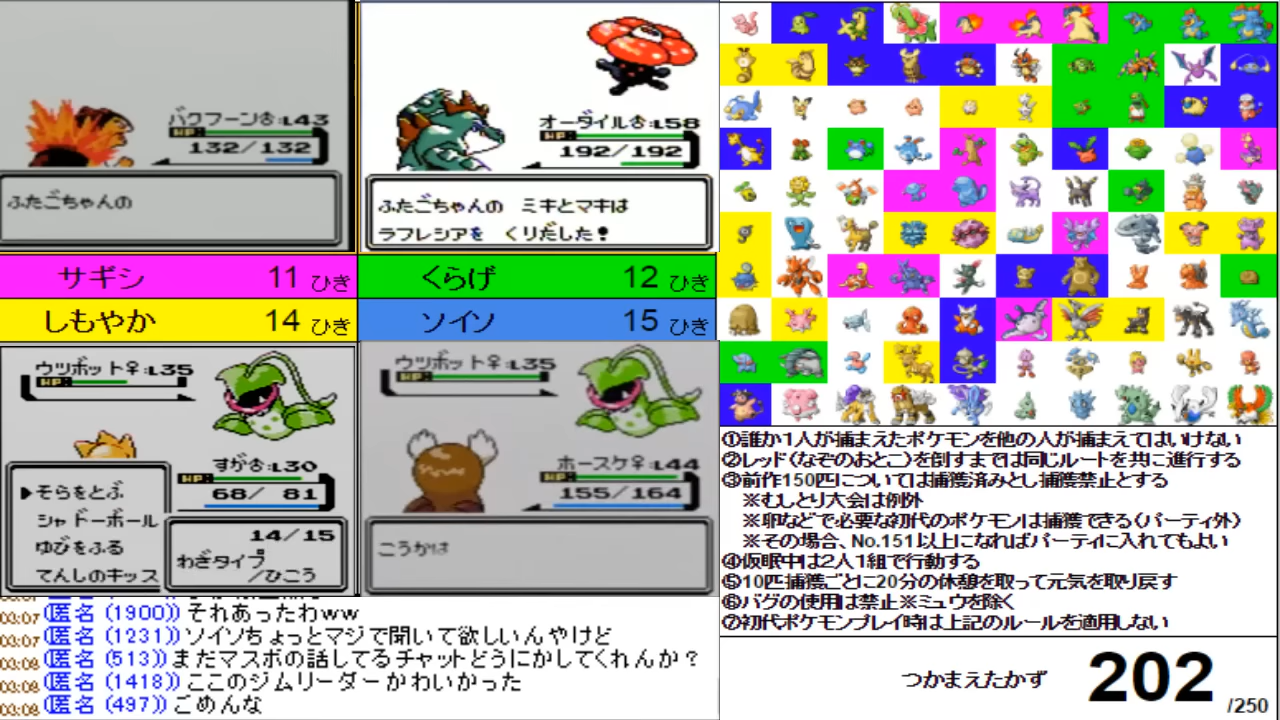 バクフーン♂:L43
HP
132/132
ふたごちゃんの
オーダイル♂:L58
HP
192/192
ふたごちゃんの ミキとマキは
ラフレシアを くりだした!
サギシ 11 ひき
くらげ 12 ひき
しもやか 14 ひき
ソイソ 15 ひき
ウツボット♀:L35
HP
すが♂:L30
HP
68/ 81
▶そらをとぶ
シャドーボール
ゆびをふる
てんしのキッス
14/15
わざタイプ
/ひこう
ウツボット♀:L35
HP
ホースケ♀:L44
HP
155/164
こうかは
03:07 (匿名 (1900)) それあったわww
03:07 (匿名 (1231)) ソイソちょっとマジで聞いて欲しいんやけど
03:08 (匿名 (513)) まだマスボの話してるチャットどうにかしてくれんか?
03:08 (匿名 (1418)) ここのジムリーダーかわいかった
03:08 (匿名 (497)) ごめんな
①誰か1人が捕まえたポケモンを他の人が捕まえてはいけない
②レッド(なぞのおとこ)を倒すまでは同じルートを共に進行する
③前作150匹については捕獲済みとし捕獲禁止とする
※むしとり大会は例外
※卵などで必要な初代のポケモンは捕獲できる(パーティ外)
※その場合、No.151以上になればパーティに入れてもよい
④仮眠中は2人1組で行動する
⑤10匹捕獲ごとに20分の休憩を取って元気を取り戻す
⑥バグの使用は禁止※ミュウを除く
⑦初代ポケモンプレイ時は上記のルールを適用しない
つかまえたかず 202 /250